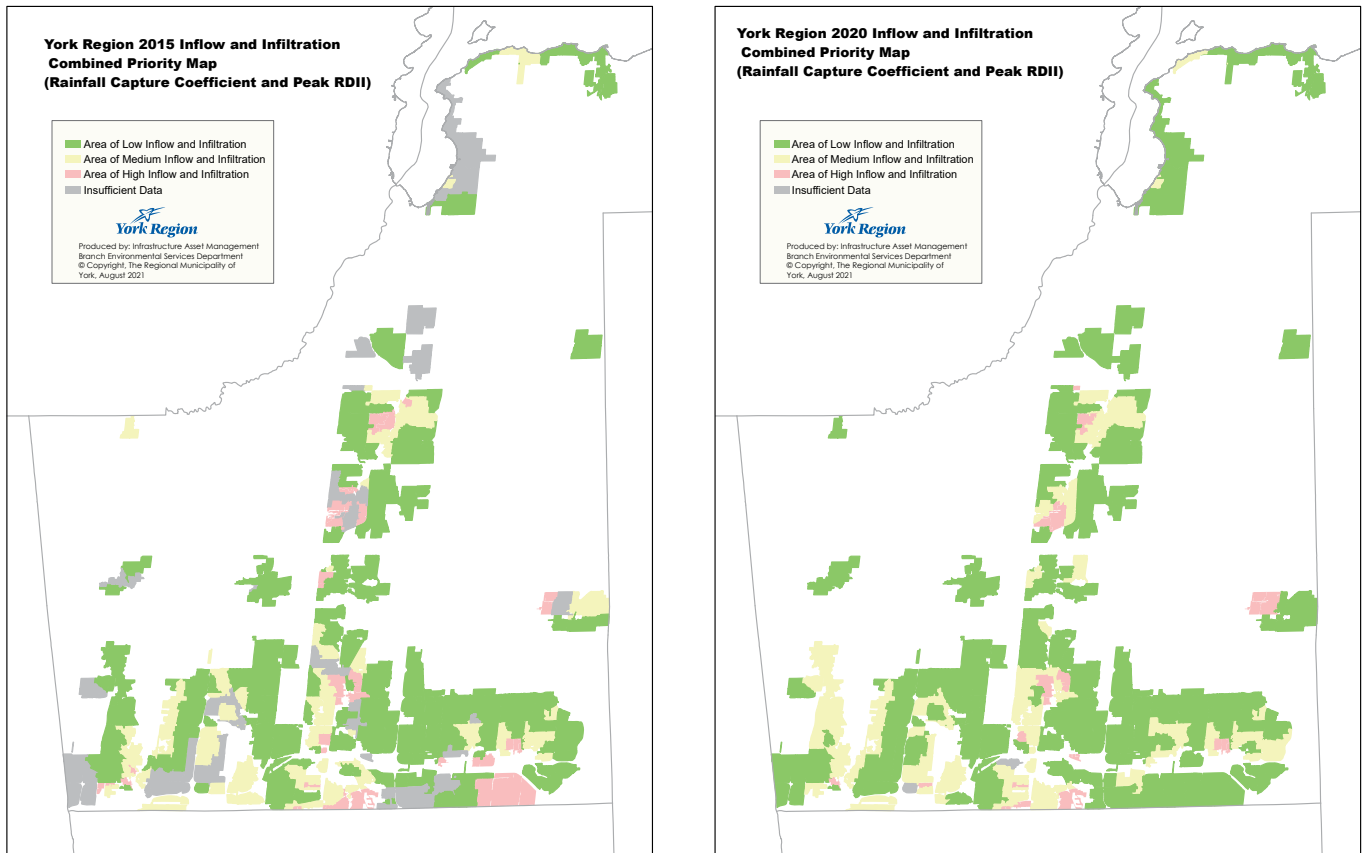 York Region 2015 Inflow and Infiltration
Combined Priority Map
(Rainfall Capture Coefficient and Peak RDII)
Area of Low Inflow and Infiltration
Area of Medium Inflow and Infiltration
Area of High Inflow and Infiltration
Insufficient Data
York Region
Produced by: Infrastructure Asset Management
Branch Environmental Services Department
© Copyright, The Regional Municipality of
York, August 2021
York Region 2020 Inflow and Infiltration
Combined Priority Map
(Rainfall Capture Coefficient and Peak RDII)
Area of Low Inflow and Infiltration
Area of Medium Inflow and Infiltration
Area of High Inflow and Infiltration
Insufficient Data
York Region
Produced by: Infrastructure Asset Management
Branch Environmental Services Department
© Copyright, The Regional Municipality of
York, August 2021